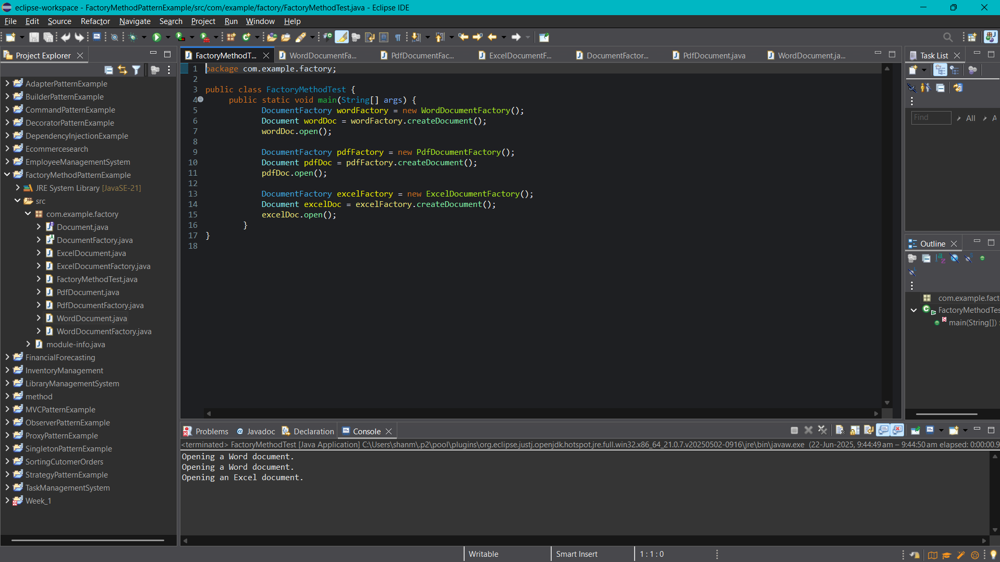 eclipse-workspace - FactoryMethodPatternExample/src/com/example/factory/FactoryMethodTest.java - Eclipse IDE
File Edit Source Refactor Navigate Search Project Run Window Help
Project Explorer
AdapterPatternExample
BuilderPatternExample
CommandPatternExample
DecoratorPatternExample
DependencyInjectionExample
Ecommercesearch
EmployeeManagementSystem
FactoryMethodPatternExample
JRE System Library [JavaSE-21]
src
com.example.factory
Document.java
DocumentFactory.java
ExcelDocument.java
ExcelDocumentFactory.java
FactoryMethodTest.java
PdfDocument.java
PdfDocumentFactory.java
WordDocument.java
WordDocumentFactory.java
module-info.java
FinancialForecasting
InventoryManagement
LibraryManagementSystem
method
MVCPatternExample
ObserverPatternExample
ProxyPatternExample
SingletonPatternExample
SortingCutomerOrders
StrategyPatternExample
TaskManagementSystem
Week_1
FactoryMethodT... WordDocumentFa... PdfDocumentFac... ExcelDocumentF... DocumentFactor... PdfDocument.java WordDocument.ja...
1 package com.example.factory;
2
3 public class FactoryMethodTest {
4 public static void main(String[] args) {
5 DocumentFactory wordFactory = new WordDocumentFactory();
6 Document wordDoc = wordFactory.createDocument();
7 wordDoc.open();
8
9 DocumentFactory pdfFactory = new PdfDocumentFactory();
10 Document pdfDoc = pdfFactory.createDocument();
11 pdfDoc.open();
12
13 DocumentFactory excelFactory = new ExcelDocumentFactory();
14 Document excelDoc = excelFactory.createDocument();
15 excelDoc.open();
16 }
17 }
18
Task List
Find All A
Outline
com.example.fact
FactoryMethodTes
main(String[]) :
Problems Javadoc Declaration Console
<terminated> FactoryMethodTest [Java Application] C:\Users\shanm\.p2\pool\plugins\org.eclipse.justj.openjdk.hotspot.jre.full.win32.x86_64_21.0.7.v20250502-0916\jre\bin\javaw.exe (22-Jun-2025, 9:44:49 am – 9:44:50 am elapsed: 0:00:00.9
Opening a Word document.
Opening a Word document.
Opening an Excel document.
Writable Smart Insert 1 : 1 : 0